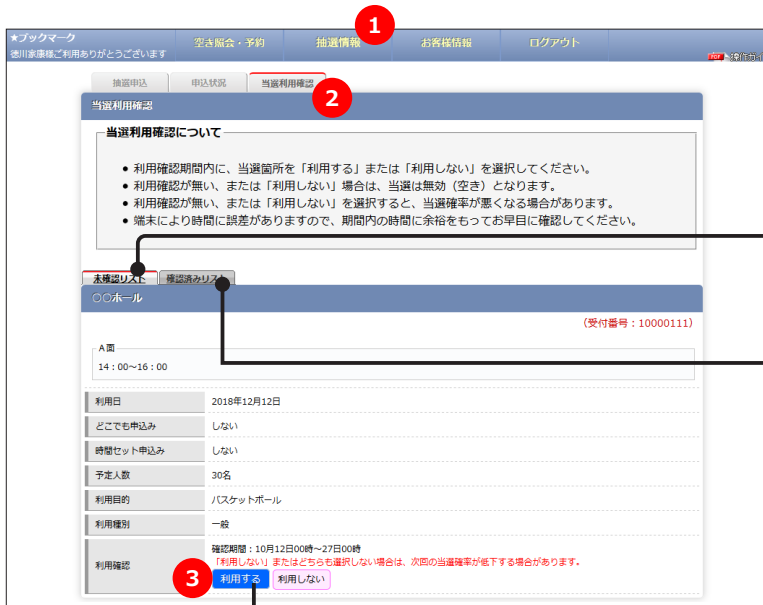 ★ブックマーク
徳川家康様ご利用ありがとうございます
空き照会・予約 抽選情報 お客様情報 ログアウト
1
PDF
抽選申込 申込状況 当選利用確認
2
当選利用確認
当選利用確認について
● 利用確認期間内に、当選箇所を「利用する」または「利用しない」を選択してください。
● 利用確認が無い、または「利用しない」場合は、当選は無効（空き）となります。
● 利用確認が無い、または「利用しない」を選択すると、当選確率が悪くなる場合があります。
● 端末により時間に誤差がありますので、期間内の時間に余裕をもってお早目に確認してください。
未確認リスト 確認済みリスト
○○ホール
（受付番号：10000111）
A面
14：00～16：00
利用日 2018年12月12日
どこでも申込み しない
時間セット申込み しない
予定人数 30名
利用目的 バスケットボール
利用種別 一般
利用確認 確認期間：10月12日00時～27日00時
「利用しない」またはどちらも選択しない場合は、次回の当選確率が低下する場合があります。
3
利用する 利用しない